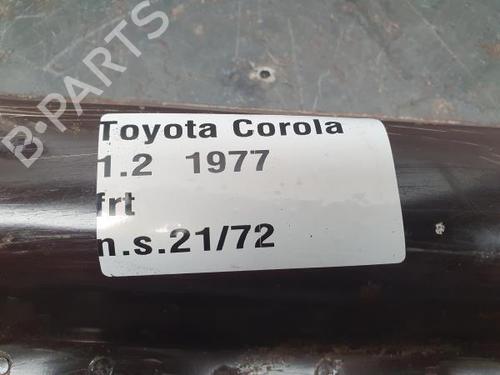 B-PARTS
Toyota Corola
1.2 1977
frt
n.s.21/72